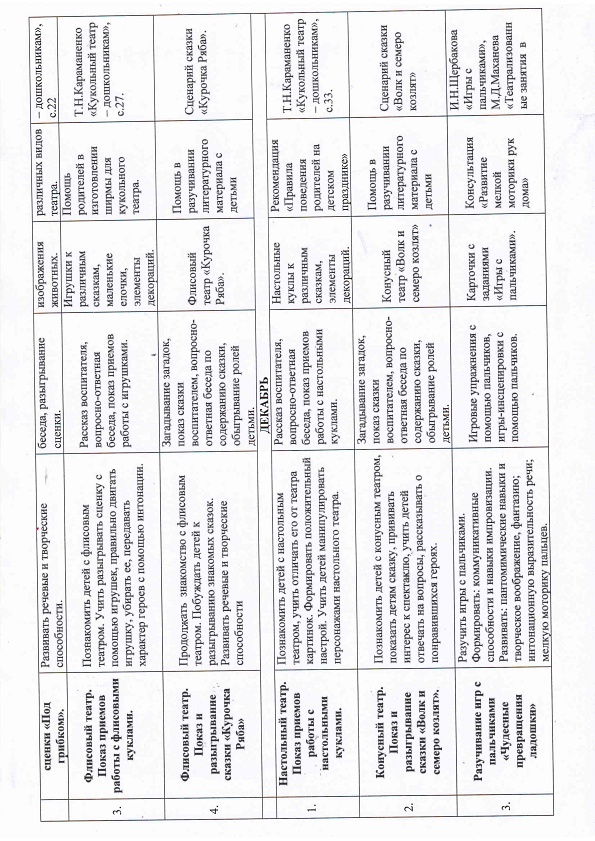 сценки «Под
грибком».
Развивать речевые и творческие
способности.
беседа, разыгрывание
сценки.
изображения
животных.
различных видов
театра.
– дошкольникам»,
с.22
3.
Флисовый театр.
Показ приемов
работы с флисовыми
куклами.
Познакомить детей с флисовым
театром. Учить разыгрывать сценку с
помощью игрушек, правильно двигать
игрушку, убирать ее, передавать
характер героев с помощью интонации.
Рассказ воспитателя,
вопросно-ответная
беседа, показ приемов
работы с игрушками.
Игрушки к
различным
сказкам,
маленькие
елочки,
элементы
декораций.
Помощь
родителей в
изготовлении
ширмы для
кукольного
театра.
Т.Н.Караманенко
«Кукольный театр
– дошкольникам»,
с.27.
4.
Флисовый театр.
Показ и
разыгрывание
сказки «Курочка
Ряба»
Продолжать знакомство с флисовым
театром. Побуждать детей к
разыгрыванию знакомых сказок.
Развивать речевые и творческие
способности
Загадывание загадок,
показ сказки
воспитателем, вопросно-
ответная беседа по
содержанию сказки,
обыгрывание ролей
детьми.
Флисовый
театр «Курочка
Ряба».
Помощь в
разучивании
литературного
материала с
детьми
Сценарий сказки
«Курочка Ряба».
ДЕКАБРЬ
1.
Настольный театр.
Показ приемов
работы с
настольными
куклами.
Познакомить детей с настольным
театром, учить отличать его от театра
картинок. Формировать положительный
настрой. Учить детей манипулировать
персонажами настольного театра.
Рассказ воспитателя,
вопросно-ответная
беседа, показ приемов
работы с настольными
куклами.
Настольные
куклы к
различным
сказкам,
элементы
декораций.
Рекомендация
«Правила
поведения
родителей на
детском
празднике»
Т.Н.Караманенко
«Кукольный театр
– дошкольникам»,
с.33.
2.
Конусный театр.
Показ и
разыгрывание
сказки «Волк и
семеро козлят».
Познакомить детей с конусным театром,
показать детям сказку, прививать
интерес к спектаклю, учить детей
отвечать на вопросы, рассказывать о
понравившихся героях.
Загадывание загадок,
показ сказки
воспитателем, вопросно-
ответная беседа по
содержанию сказки,
обыгрывание ролей
детьми.
Конусный
театр «Волк и
семеро козлят»
Помощь в
разучивании
литературного
материала с
детьми
Сценарий сказки
«Волк и семеро
козлят»
3.
Разучивание игр с
пальчиками
«Чудесные
превращения
ладошки»
Разучить игры с пальчиками.
Формировать: коммуникативные
способности и навыки импровизации.
Развивать: пантомимические навыки и
творческое воображение, фантазию;
интонационную выразительность речи;
мелкую моторику пальцев.
Игровые упражнения с
помощью пальчиков,
игры-инсценировки с
помощью пальчиков.
Карточки с
заданиями
«Игры с
пальчиками».
Консультация
«Развитие
мелкой
моторики рук
дома»
И.Н.Щербакова
«Игры с
пальчиками»,
М.Д.Маханева
«Театрализованн
ые занятия в